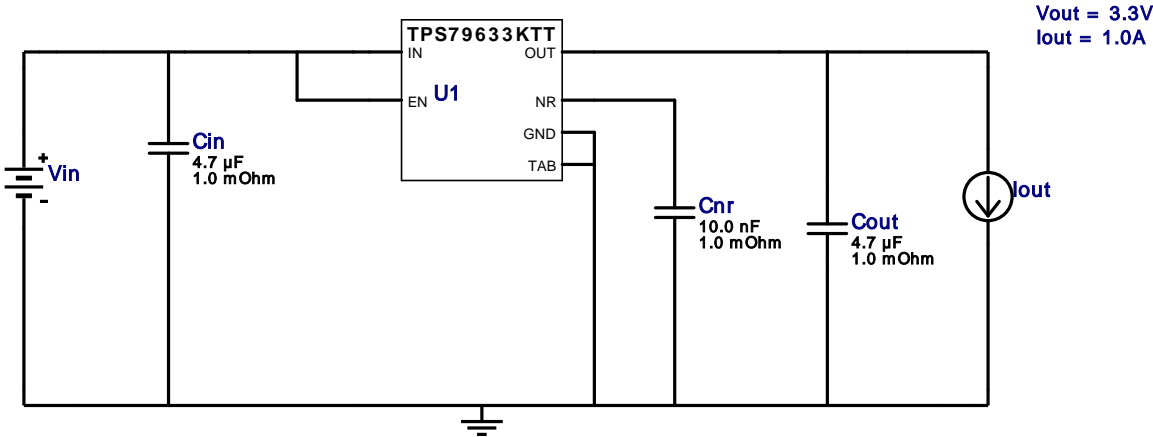 Vout = 3.3V
Iout = 1.0A
TPS79633KTT
IN
OUT
EN
U1
NR
GND
TAB
+
Vin
-
Cin
4.7 µF
1.0 mOhm
Cnr
10.0 nF
1.0 mOhm
Cout
4.7 µF
1.0 mOhm
Iout